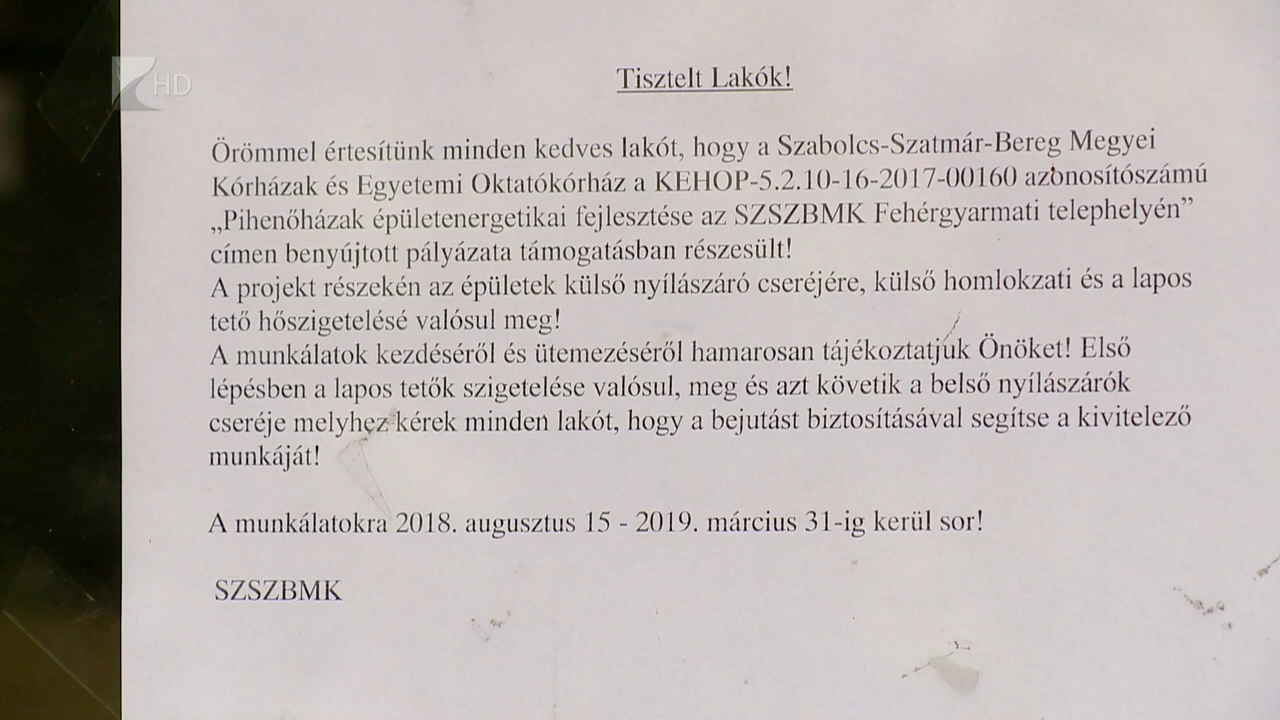 HD
Tisztelt Lakók!
Örömmel értesítünk minden kedves lakót, hogy a Szabolcs-Szatmár-Bereg Megyei
Kórházak és Egyetemi Oktatókórház a KEHOP-5.2.10-16-2017-00160 azonosítószámú
„Pihenőházak épületenergetikai fejlesztése az SZSZBMK Fehérgyarmati telephelyén”
címen benyújtott pályázata támogatásban részesült!
A projekt részekén az épületek külső nyílászáró cseréjére, külső homlokzati és a lapos
tető hőszigetelésé valósul meg!
A munkálatok kezdéséről és ütemezéséről hamarosan tájékoztatjuk Önöket! Első
lépésben a lapos tetők szigetelése valósul, meg és azt követik a belső nyílászárók
cseréje melyhez kérek minden lakót, hogy a bejutást biztosításával segítse a kivitelező
munkáját!
A munkálatokra 2018. augusztus 15 - 2019. március 31-ig kerül sor!
SZSZBMK